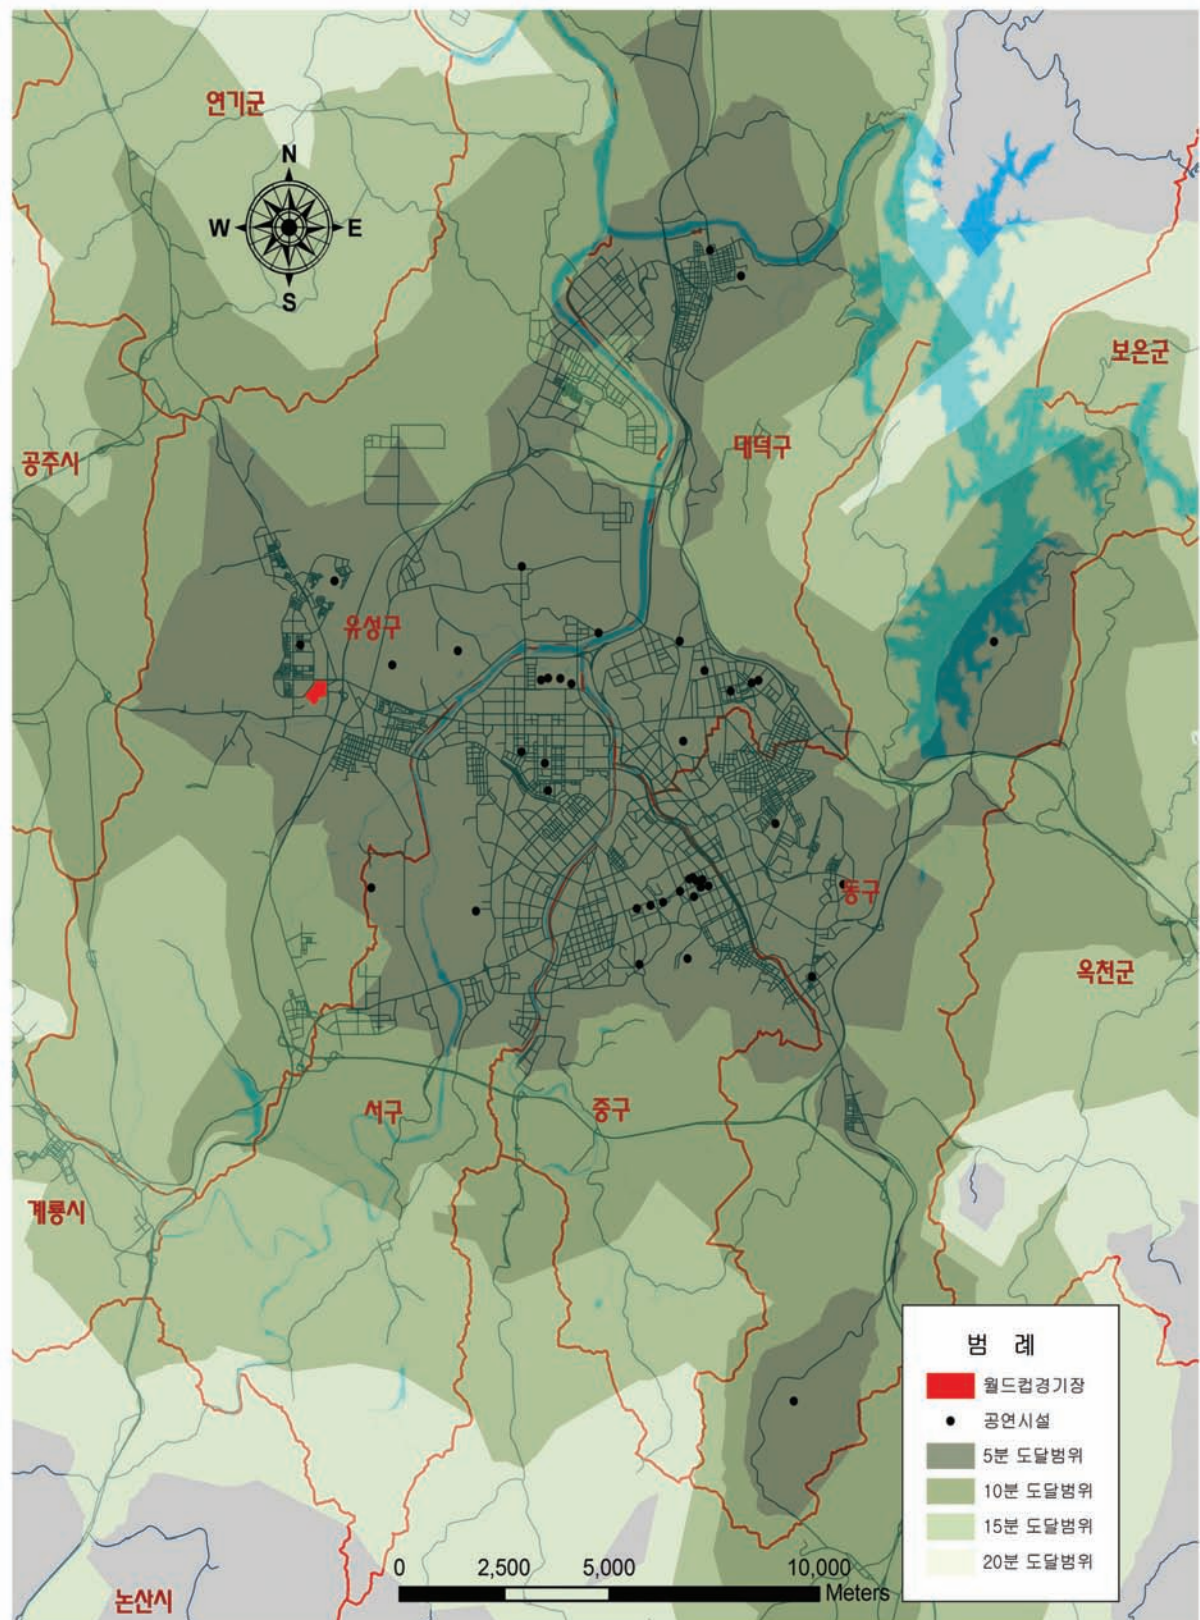 연기군
N
W
E
S
보은군
대덕구
공주시
유성구
동구
옥천군
서구
중구
계룡시
범 례
월드컵경기장
공연시설
5분 도달범위
10분 도달범위
15분 도달범위
20분 도달범위
0 2,500 5,000 10,000
Meters
논산시